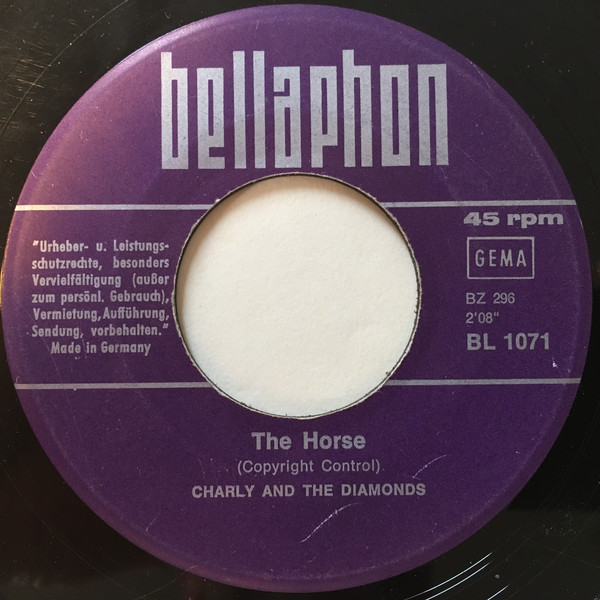 bellaphon
45 rpm
GEMA
BZ 296
2'08"
BL 1071
"Urheber- u. Leistungs-
schutzrechte, besonders
Vervielfältigung (außer
zum persönl. Gebrauch),
Vermietung, Aufführung,
Sendung, vorbehalten."
Made in Germany
The Horse
(Copyright Control)
CHARLY AND THE DIAMONDS